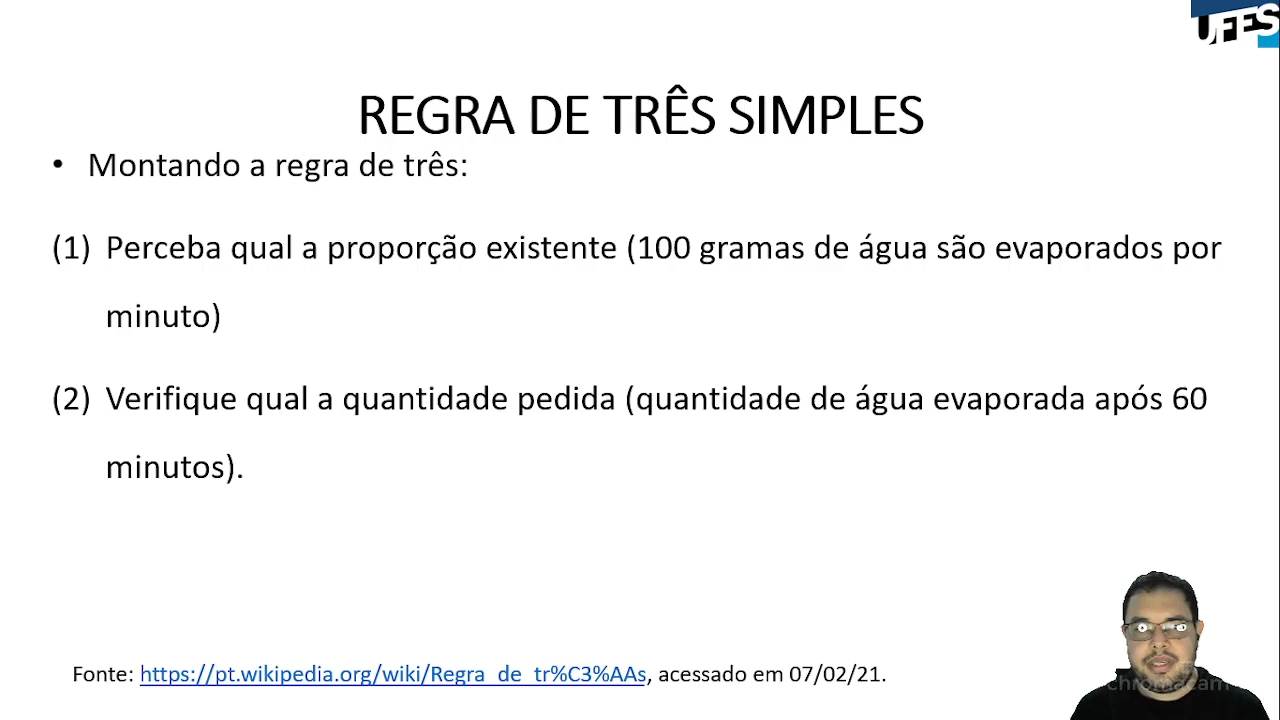 UFES
REGRA DE TRÊS SIMPLES
• Montando a regra de três:
(1) Perceba qual a proporção existente (100 gramas de água são evaporados por
minuto)
(2) Verifique qual a quantidade pedida (quantidade de água evaporada após 60
minutos).
Fonte: https://pt.wikipedia.org/wiki/Regra_de_tr%C3%AAs, acessado em 07/02/21.
chromacam